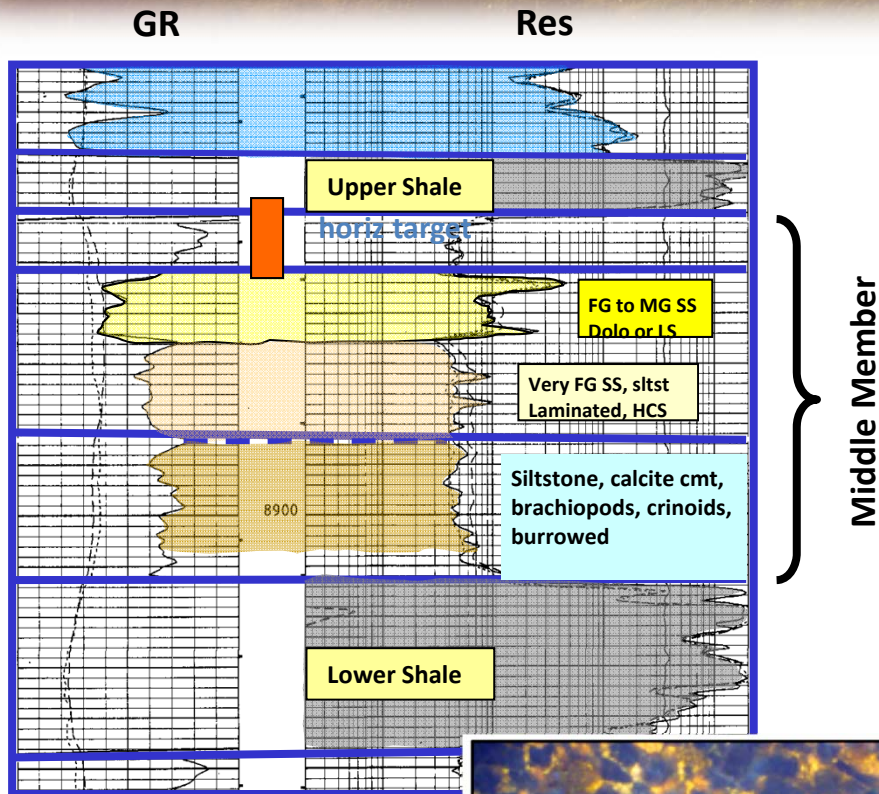 GR
Res
Upper Shale
horiz target
FG to MG SS
Dolo or LS
Very FG SS, sltst
Laminated, HCS
Siltstone, calcite cmt,
brachiopods, crinoids,
burrowed
8900
Middle Member
Lower Shale